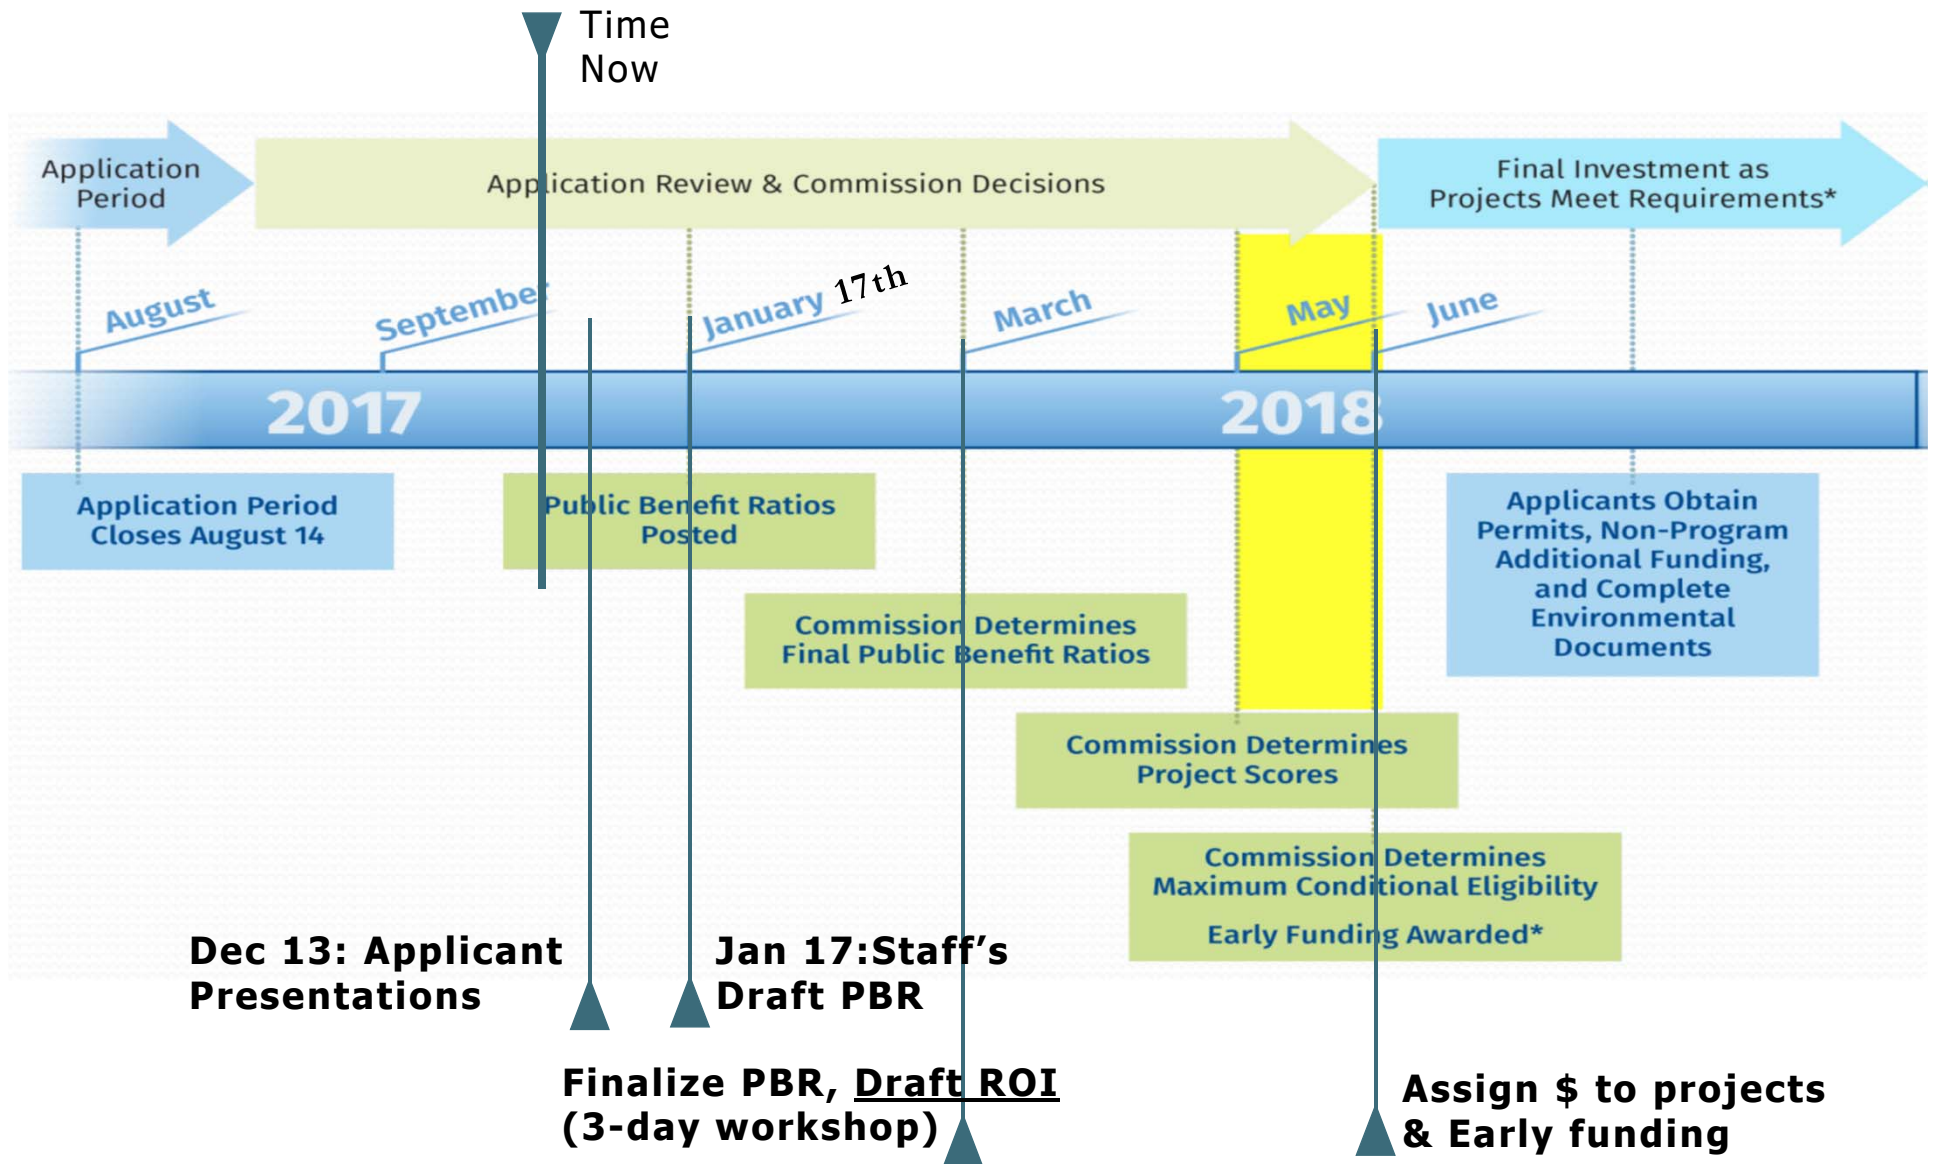 Time
Now
Application
Period
Application Review & Commission Decisions
Final Investment as
Projects Meet Requirements*
August
September
January 17th
March
May
June
2017
2018
Application Period
Closes August 14
Public Benefit Ratios
Posted
Commission Determines
Final Public Benefit Ratios
Commission Determines
Project Scores
Commission Determines
Maximum Conditional Eligibility
Early Funding Awarded*
Applicants Obtain
Permits, Non-Program
Additional Funding,
and Complete
Environmental
Documents
Dec 13: Applicant
Presentations
Jan 17:Staff’s
Draft PBR
Finalize PBR, Draft ROI
(3-day workshop)
Assign $ to projects
& Early funding